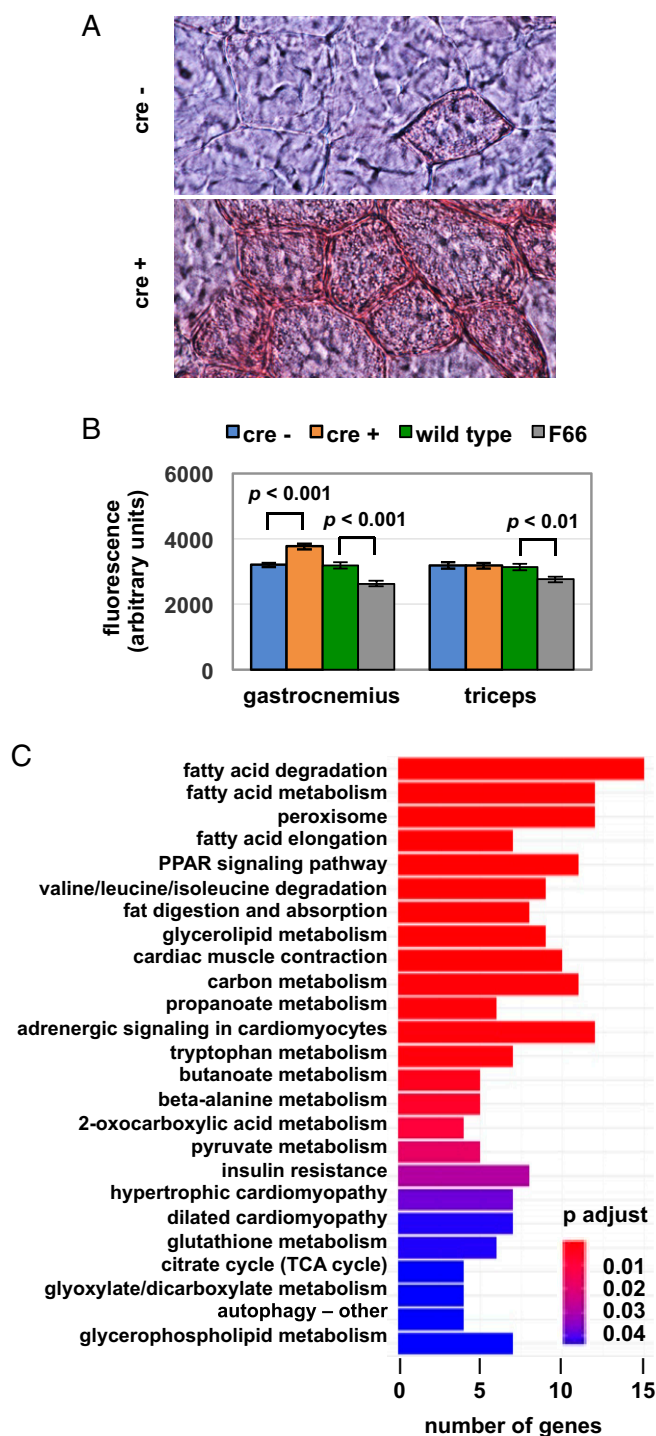 A
cre -
cre +
B
cre - cre + wild type F66
fluorescence
(arbitrary units)
6000
4000
2000
0
p < 0.001
p < 0.001
p < 0.01
gastrocnemius triceps
C
fatty acid degradation
fatty acid metabolism
peroxisome
fatty acid elongation
PPAR signaling pathway
valine/leucine/isoleucine degradation
fat digestion and absorption
glycerolipid metabolism
cardiac muscle contraction
carbon metabolism
propanoate metabolism
adrenergic signaling in cardiomyocytes
tryptophan metabolism
butanoate metabolism
beta-alanine metabolism
2-oxocarboxylic acid metabolism
pyruvate metabolism
insulin resistance
hypertrophic cardiomyopathy
dilated cardiomyopathy
glutathione metabolism
citrate cycle (TCA cycle)
glyoxylate/dicarboxylate metabolism
autophagy – other
glycerophospholipid metabolism
p adjust
0.01
0.02
0.03
0.04
0 5 10 15
number of genes